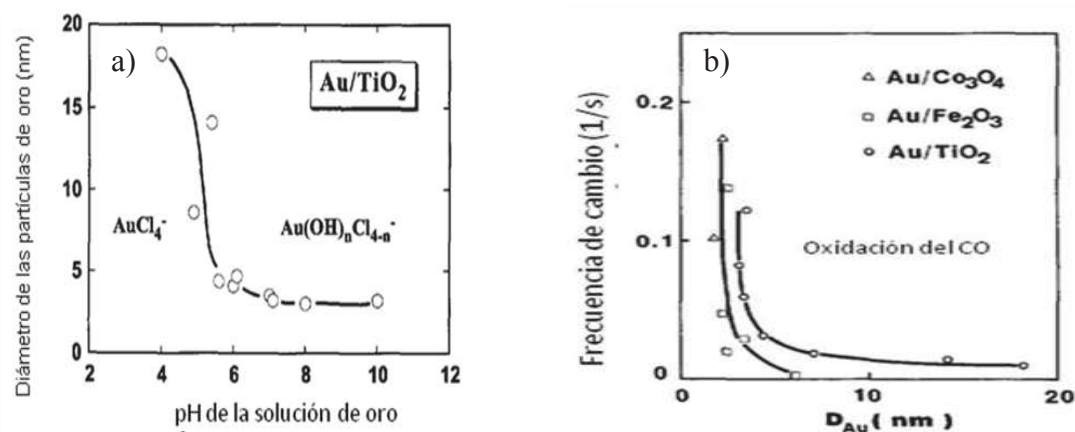 a)
Au/TiO₂
AuCl₄⁻
Au(OH)ₙCl₄₋ₙ⁻
Diámetro de las partículas de oro (nm)
20
15
10
5
0
2 4 6 8 10 12
pH de la solución de oro
b)
Au/Co₃O₄
Au/Fe₂O₃
Au/TiO₂
Oxidación del CO
Frecuencia de cambio (1/s)
0.2
0.1
0
0 10 20
D_Au ( nm )